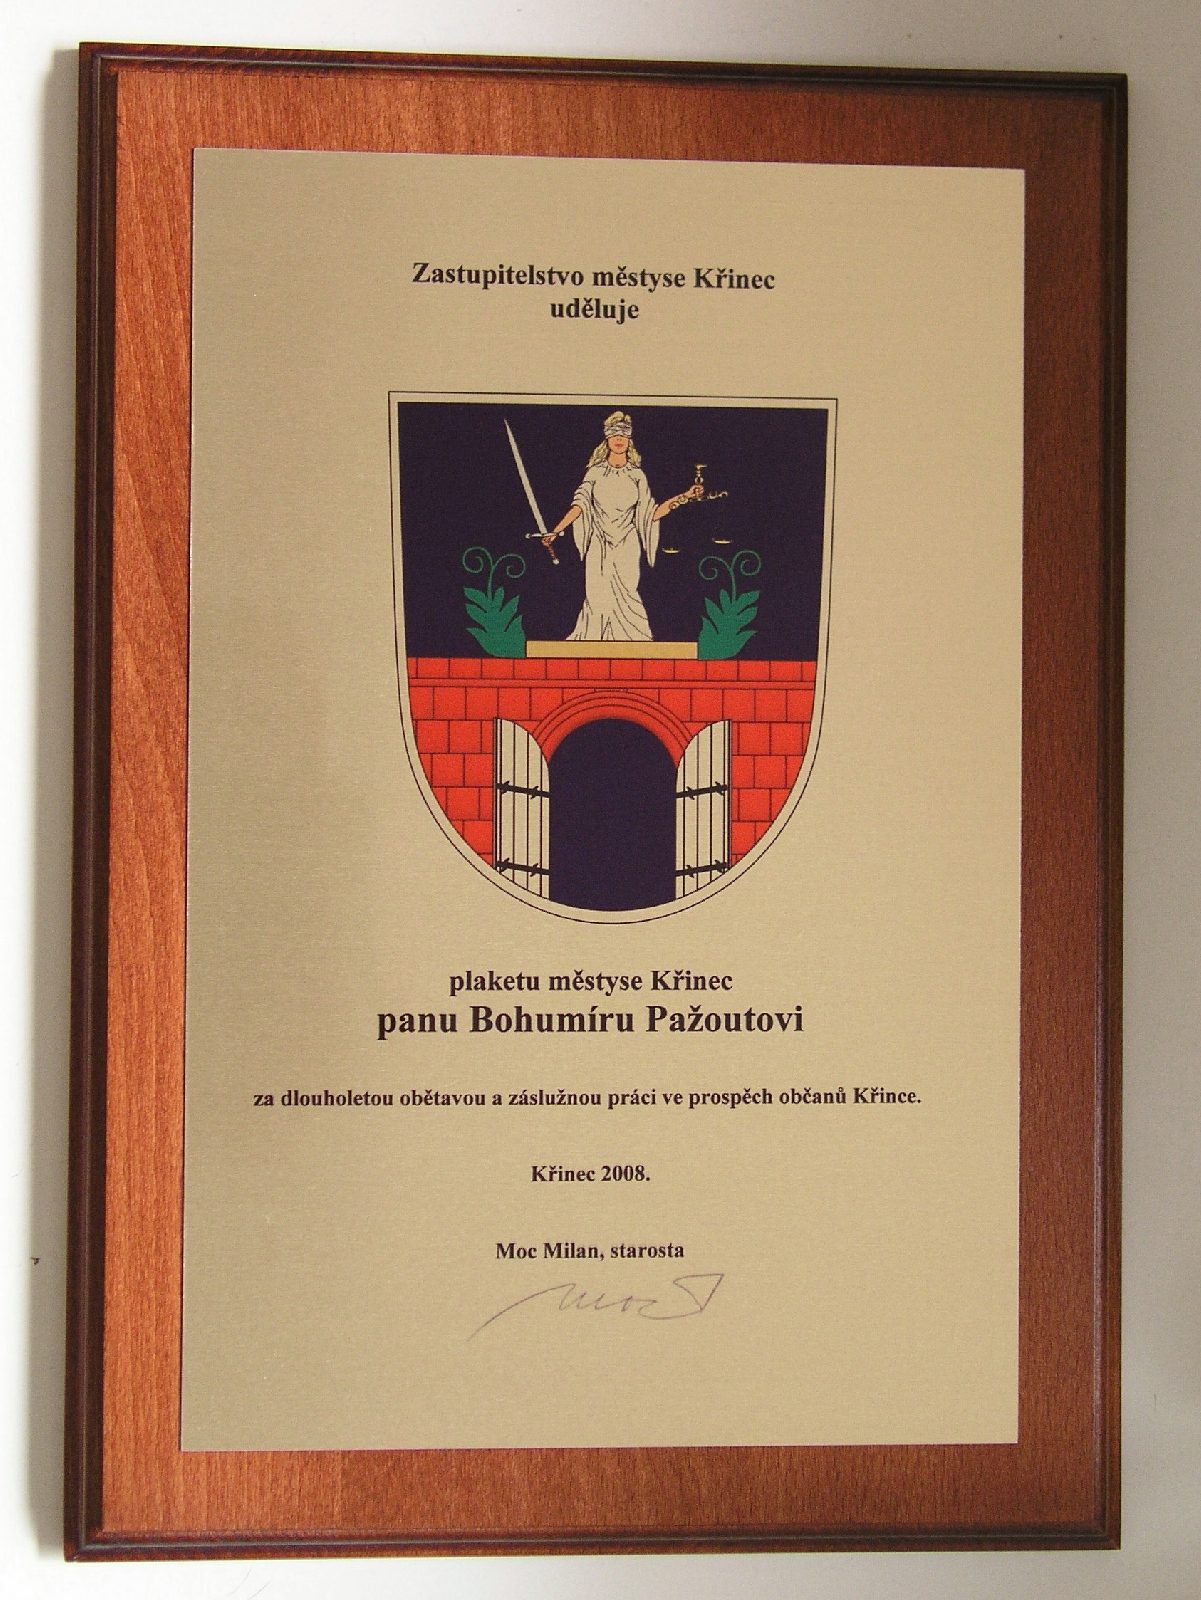 Zastupitelstvo městyse Křinec
uděluje
plaketu městyse Křinec
panu Bohumíru Pažoutovi
za dlouholetou obětavou a záslužnou práci ve prospěch občanů Křince.
Křinec 2008.
Moc Milan, starosta